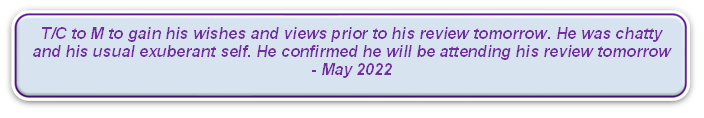 T/C to M to gain his wishes and views prior to his review tomorrow. He was chatty
and his usual exuberant self. He confirmed he will be attending his review tomorrow
- May 2022